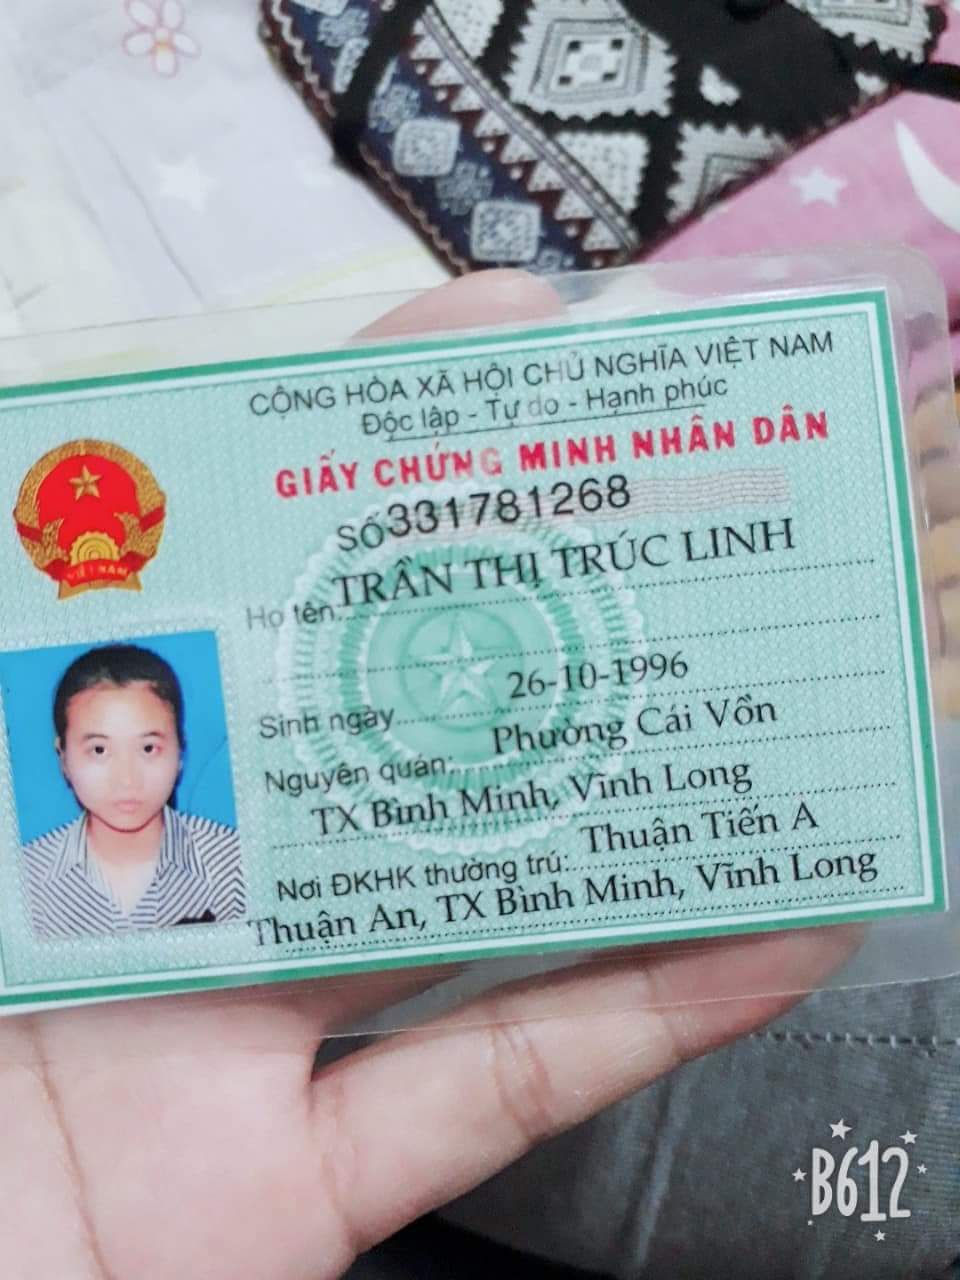 CỘNG HÒA XÃ HỘI CHỦ NGHĨA VIỆT NAM
Độc lập - Tự do - Hạnh phúc
GIẤY CHỨNG MINH NHÂN DÂN
SỐ 331781268
Họ tên: TRẦN THỊ TRÚC LINH
Sinh ngày 26-10-1996
Nguyên quán: Phường Cái Vồn
TX Bình Minh, Vĩnh Long
Nơi ĐKHK thường trú: Thuận Tiến A
Thuận An, TX Bình Minh, Vĩnh Long
VIỆT NAM
B612